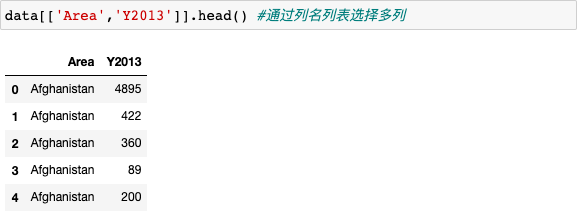 data[['Area','Y2013']].head() #通过列名列表选择多列
Area Y2013
0 Afghanistan 4895
1 Afghanistan 422
2 Afghanistan 360
3 Afghanistan 89
4 Afghanistan 200